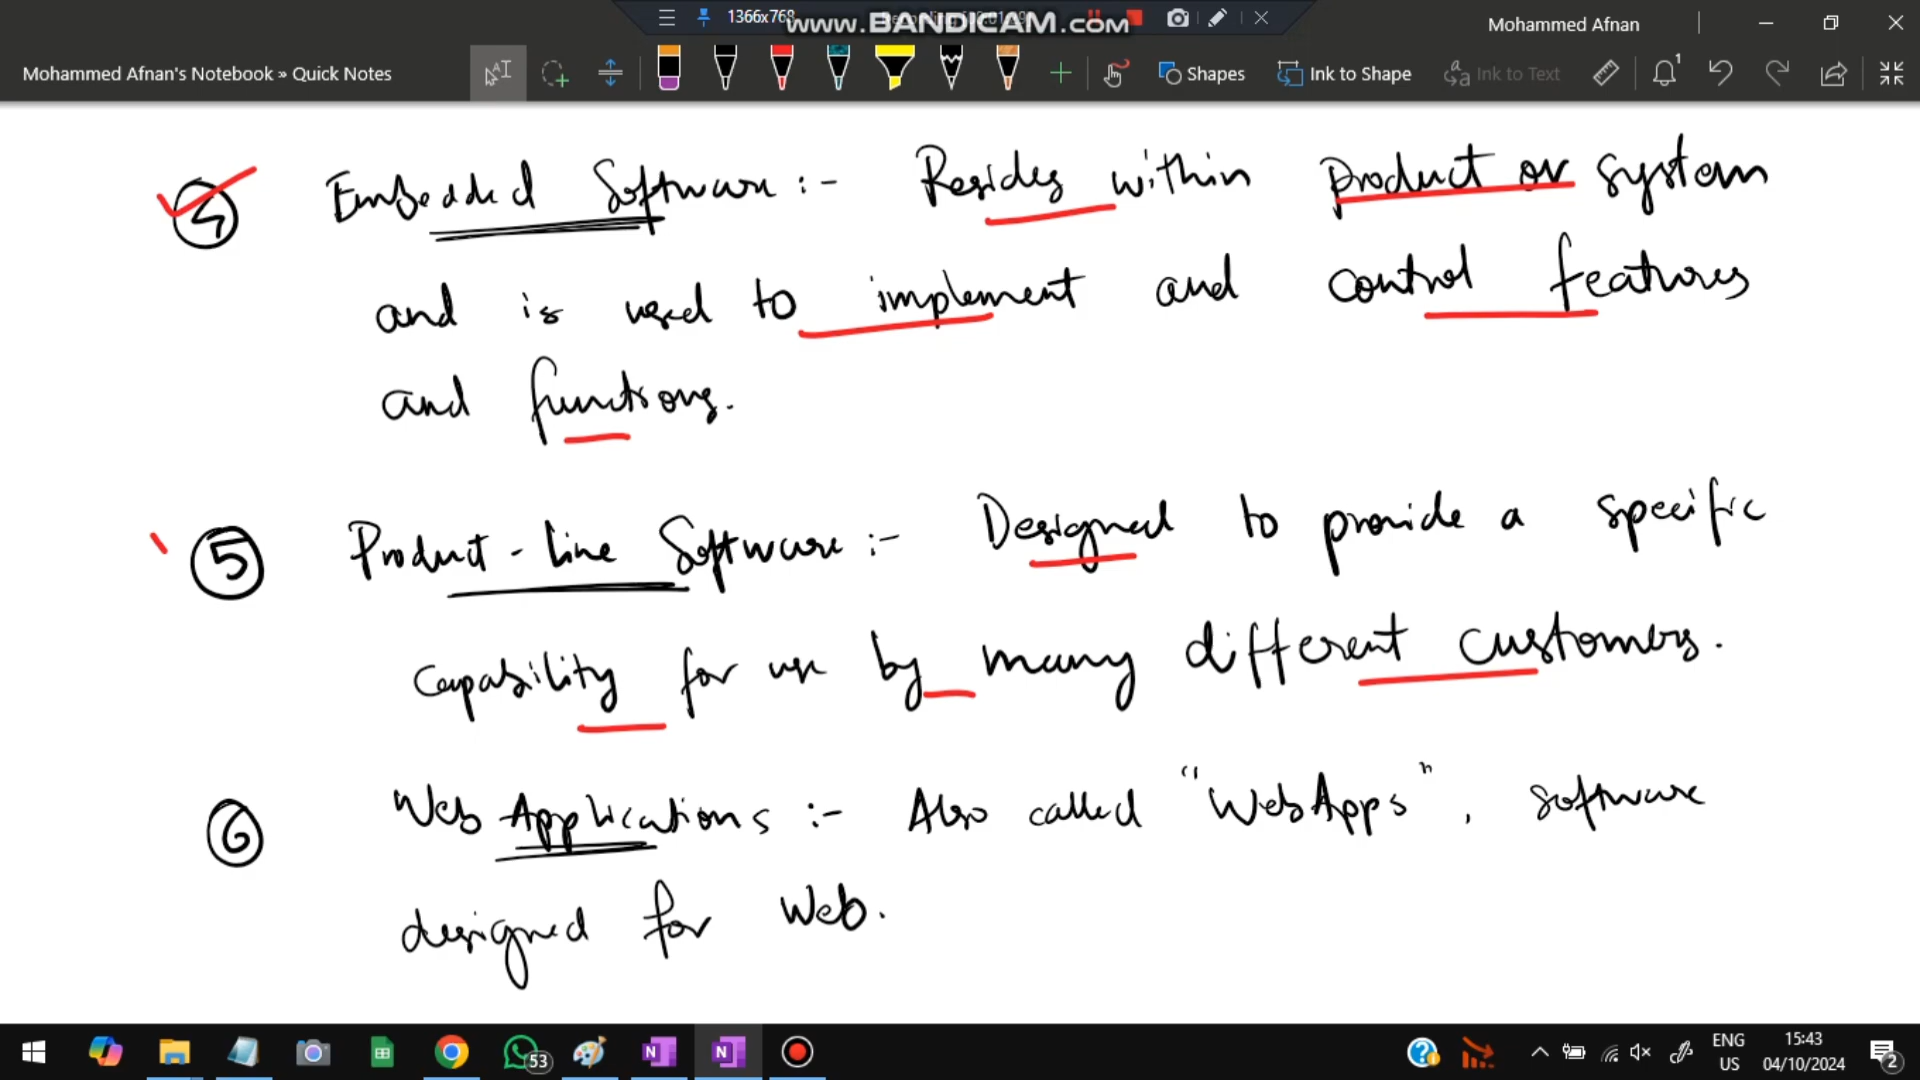 1366x768
www.BANDICAM.com
Mohammed Afnan
Mohammed Afnan's Notebook » Quick Notes
Shapes
Ink to Shape
Ink to Text
1
④ Embedded Software :- Resides within product or system
and is used to implement and control features
and functions.
⑤ Product-line Software :- Designed to provide a specific
capability for use by many different customers.
⑥ Web Applications :- Also called "WebApps", software
designed for Web.
53
ENG
US
15:43
04/10/2024
2